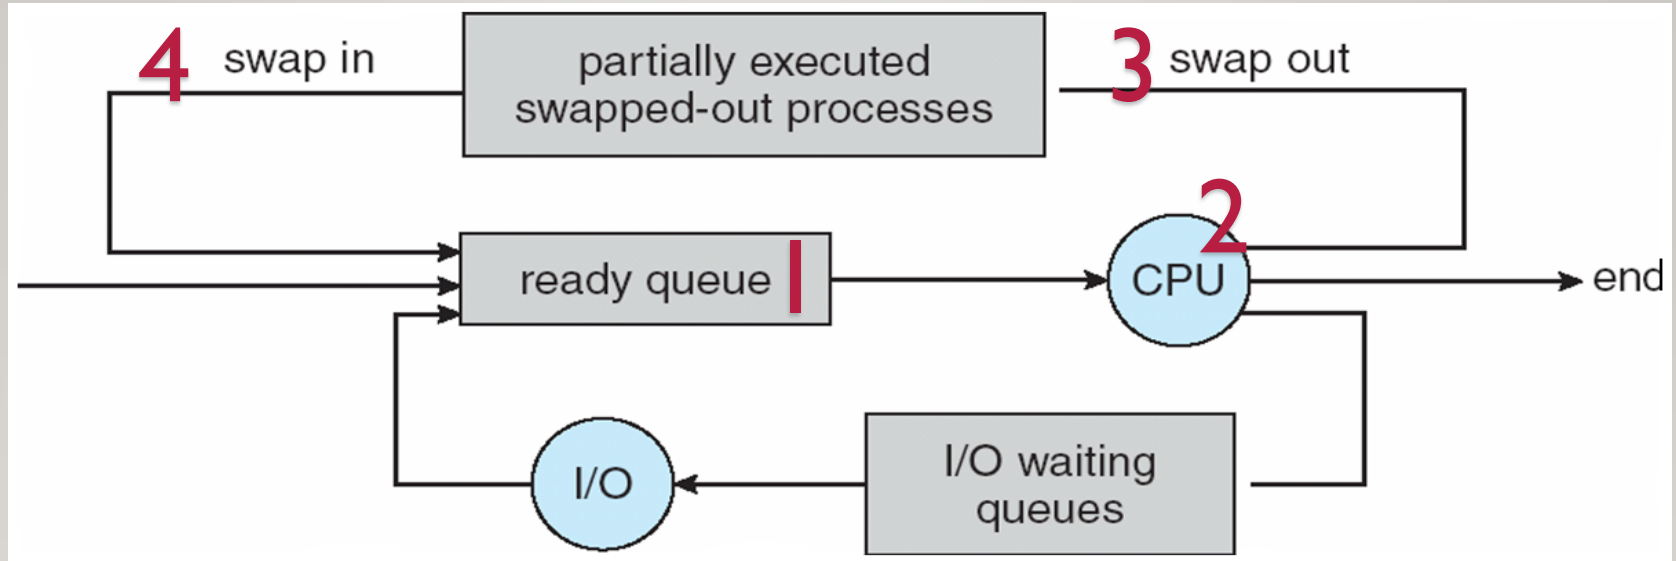 4 swap in
partially executed
swapped-out processes
3 swap out
2
ready queue 1
CPU
end
I/O
I/O waiting
queues